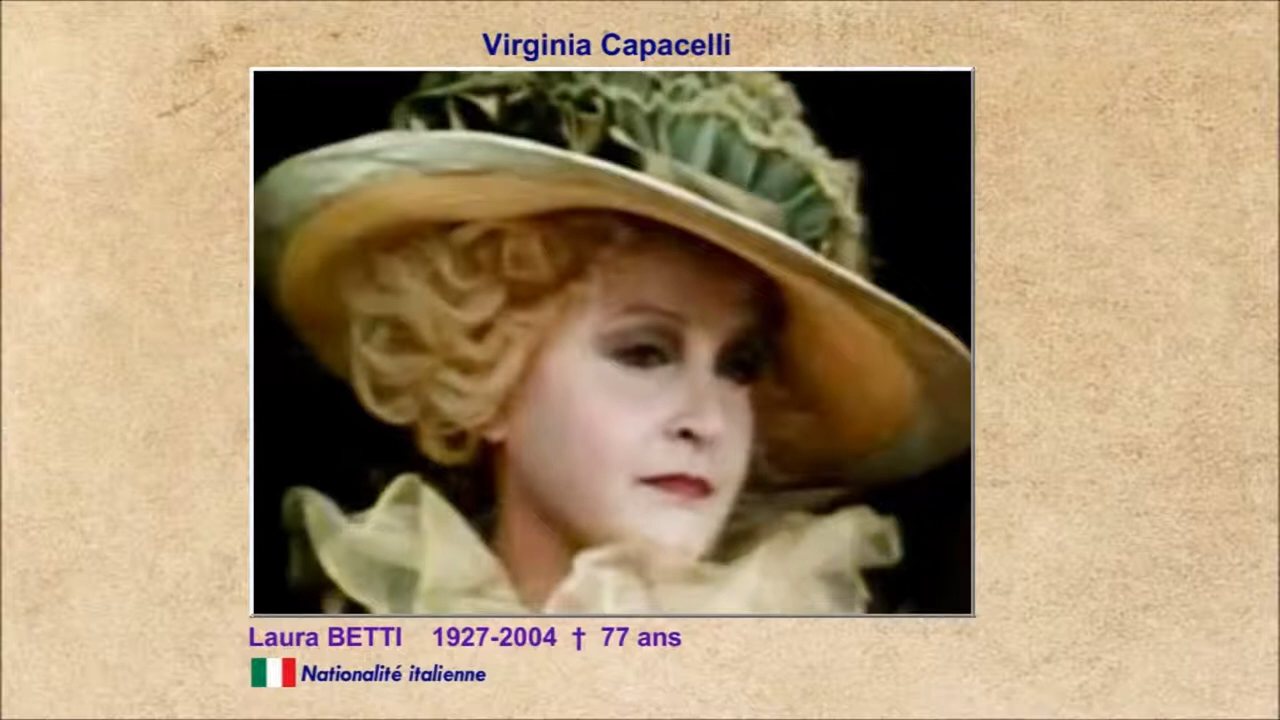 Virginia Capacelli
Laura BETTI 1927-2004 † 77 ans
Nationalité italienne